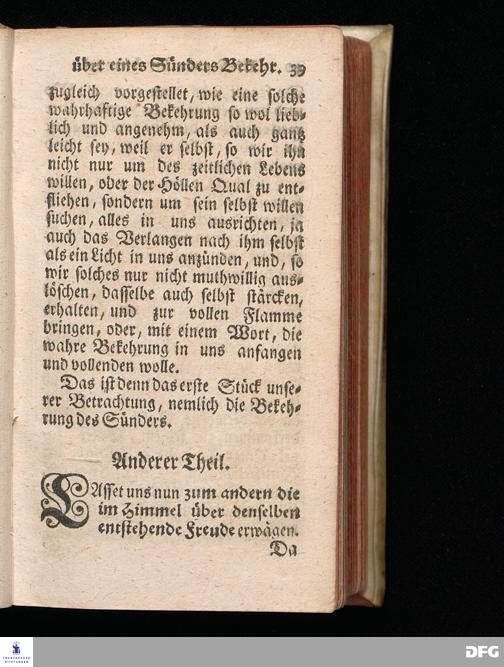 über eines Sünders Bekehr. 39
zugleich vorgestellet, wie eine solche
wahrhaftige Bekehrung so wol lieb-
lich und angenehm, als auch gantz
leicht sey, weil er selbst, so wir ihn
nicht nur um des zeitlichen Lebens
willen, oder der Höllen Qual zu ent-
fliehen, sondern um sein selbst willen
suchen, alles in uns ausrichten, ja
auch das Verlangen nach ihm selbst
als ein Licht in uns anzünden, und, so
wir solches nur nicht muthwillig aus-
löschen, dasselbe auch selbst stärcken,
erhalten, und zur vollen Flamme
bringen, oder, mit einem Wort, die
wahre Bekehrung in uns anfangen
und vollenden wolle.
Das ist denn das erste Stück unse-
rer Betrachtung, nemlich die Bekeh-
rung des Sünders.
Anderer Theil.
LAsset uns nun zum andern die
im Himmel über denselben
entstehende Freude erwägen.
Da
FRANCKESCHE
STIFTUNGEN
DFG